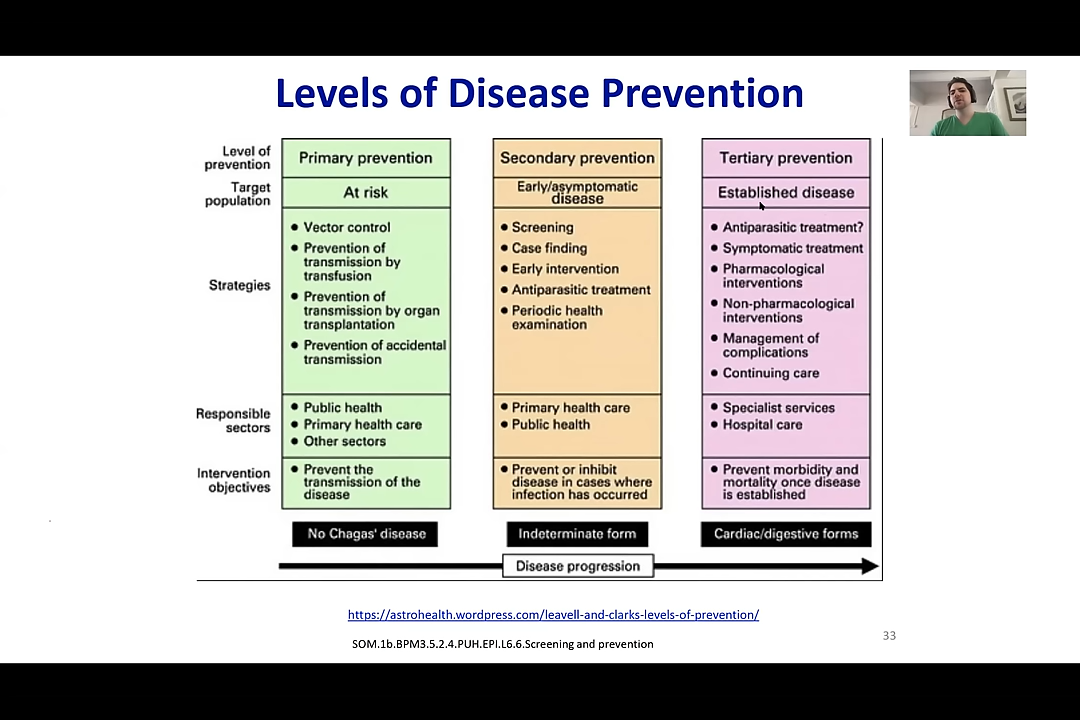 Levels of Disease Prevention
Level of
prevention
Primary prevention
Secondary prevention
Tertiary prevention
Target
population
At risk
Early/asymptomatic
disease
Established disease
Strategies
• Vector control
• Prevention of
transmission by
transfusion
• Prevention of
transmission by organ
transplantation
• Prevention of accidental
transmission
• Screening
• Case finding
• Early intervention
• Antiparasitic treatment
• Periodic health
examination
• Antiparasitic treatment?
• Symptomatic treatment
• Pharmacological
interventions
• Non-pharmacological
interventions
• Management of
complications
• Continuing care
Responsible
sectors
• Public health
• Primary health care
• Other sectors
• Primary health care
• Public health
• Specialist services
• Hospital care
Intervention
objectives
• Prevent the
transmission of the
disease
• Prevent or inhibit
disease in cases where
infection has occurred
• Prevent morbidity and
mortality once disease
is established
No Chagas' disease
Indeterminate form
Cardiac/digestive forms
Disease progression
https://astrohealth.wordpress.com/leavell-and-clarks-levels-of-prevention/
33
SOM.1b.BPM3.5.2.4.PUH.EPI.L6.6.Screening and prevention